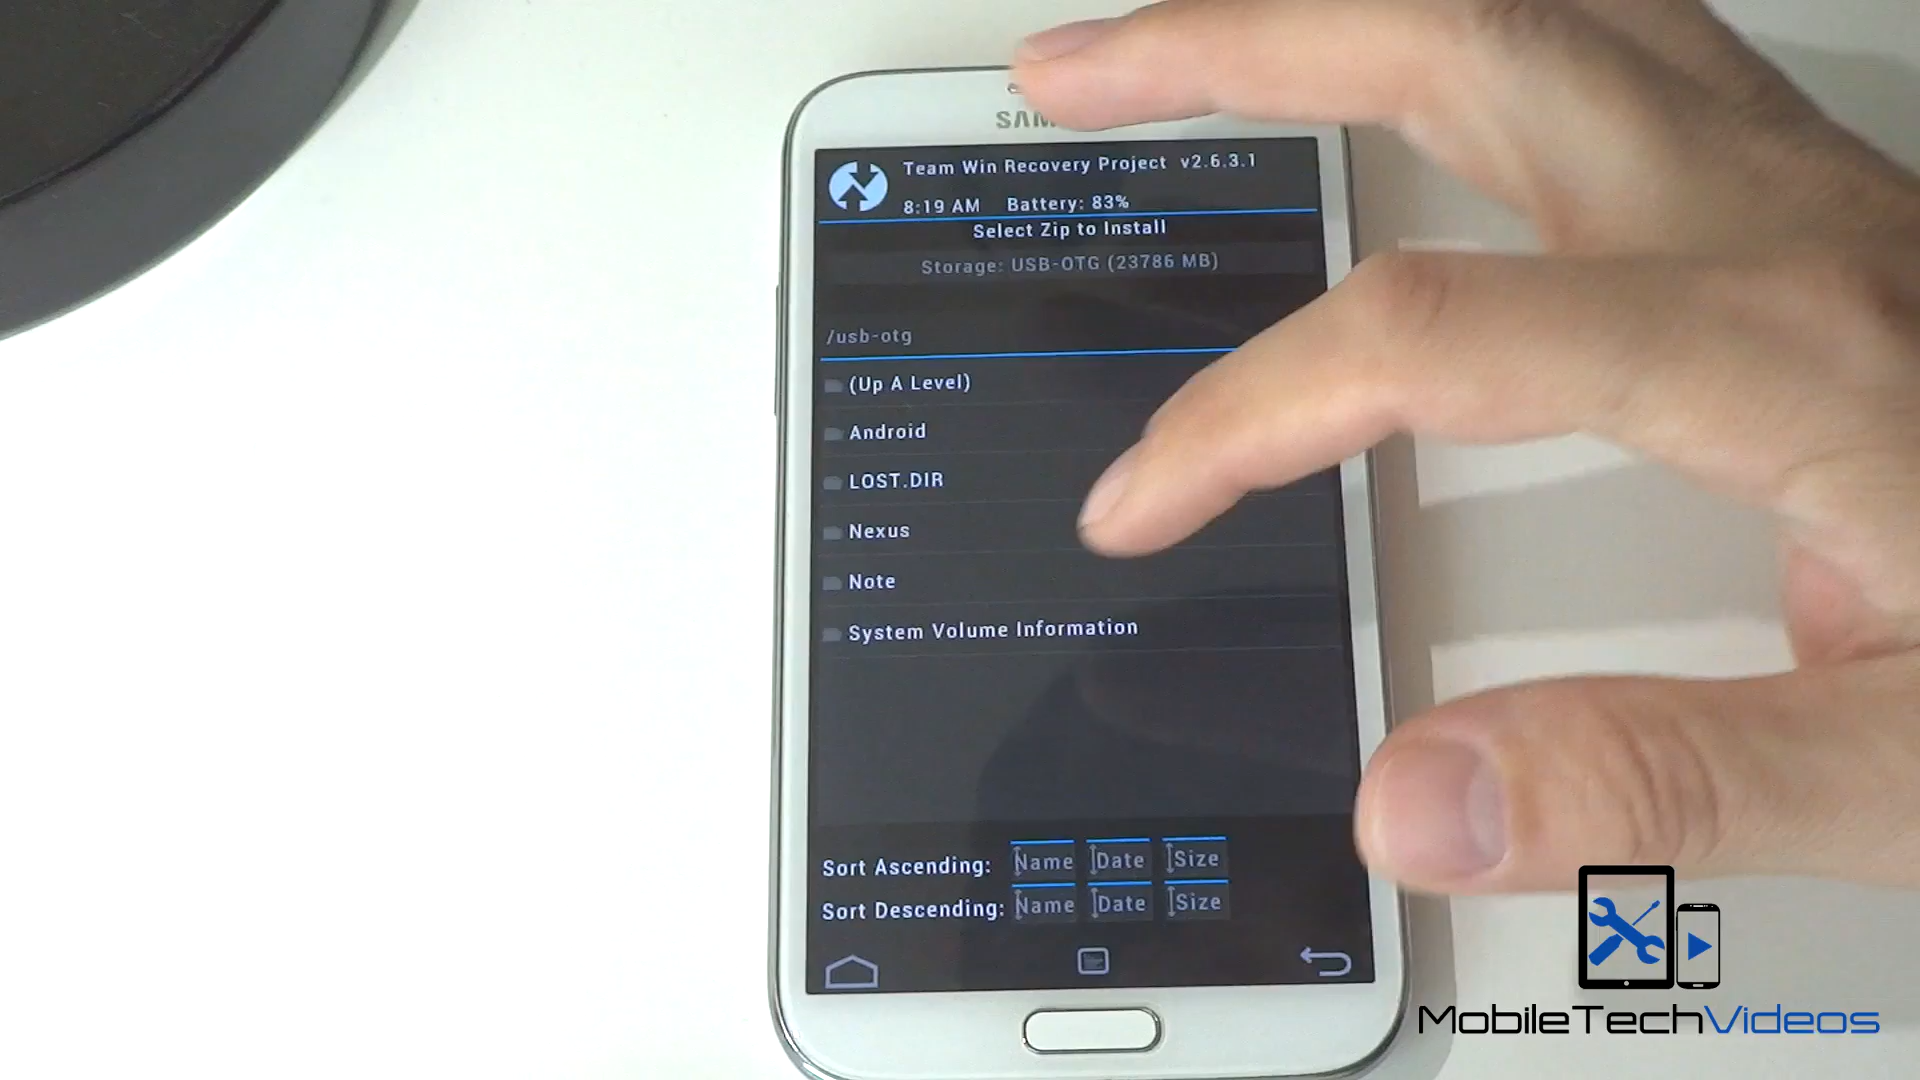 Team Win Recovery Project v2.6.3.1
8:19 AM Battery: 83%
Select Zip to Install
Storage: USB-OTG (23786 MB)
/usb-otg
(Up A Level)
Android
LOST.DIR
Nexus
Note
System Volume Information
Sort Ascending: Name Date Size
Sort Descending: Name Date Size
MobileTechVideos